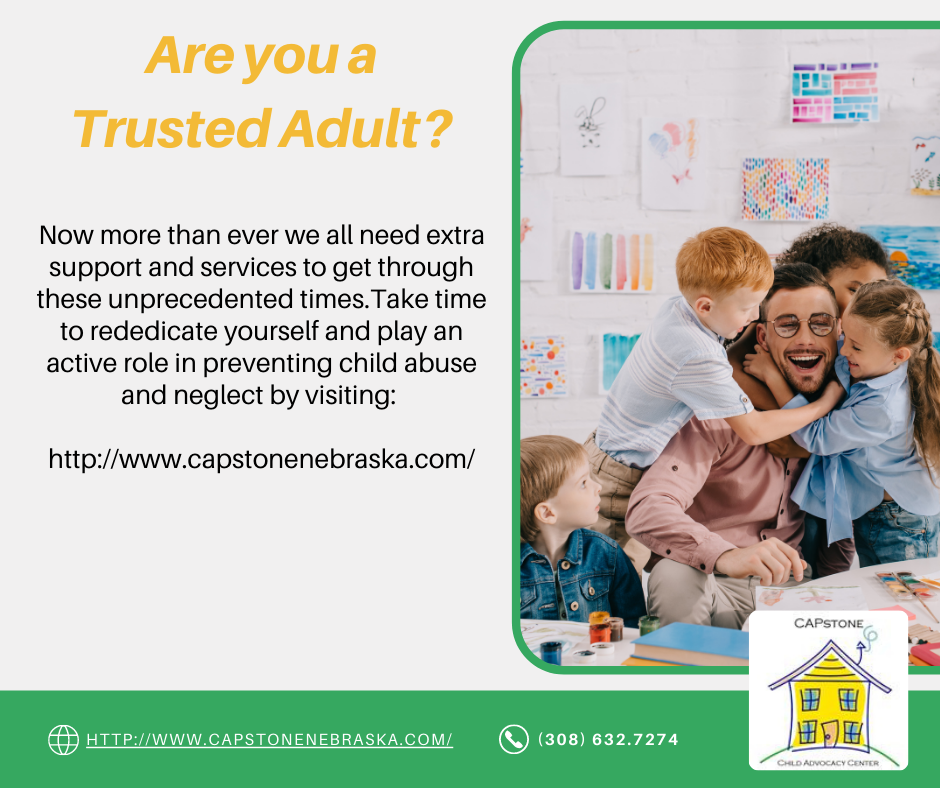 Are you a
Trusted Adult?
Now more than ever we all need extra
support and services to get through
these unprecedented times.Take time
to rededicate yourself and play an
active role in preventing child abuse
and neglect by visiting:
http://www.capstonenebraska.com/
CAPSTONE
CHILD ADVOCACY CENTER
HTTP://WWW.CAPSTONENEBRASKA.COM/
(308) 632.7274